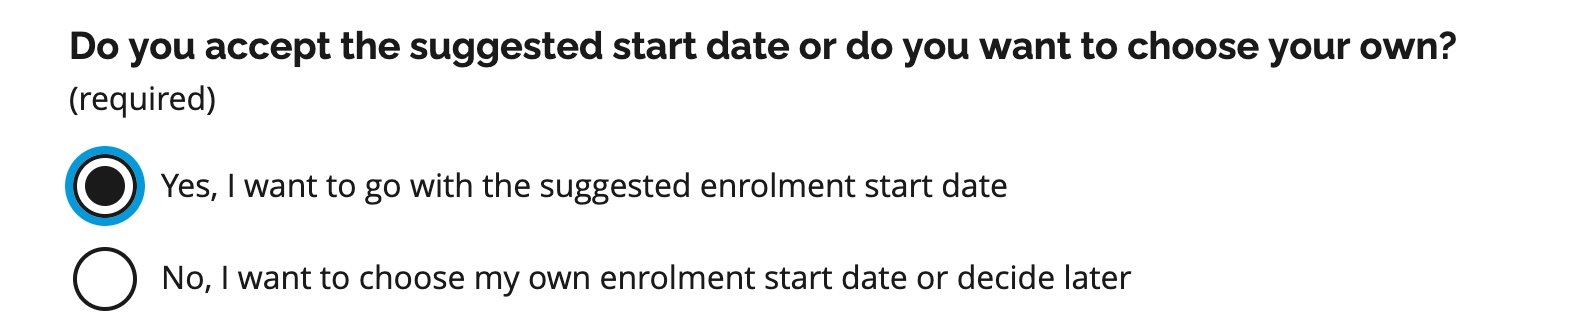 Do you accept the suggested start date or do you want to choose your own?
(required)
Yes, I want to go with the suggested enrolment start date
No, I want to choose my own enrolment start date or decide later